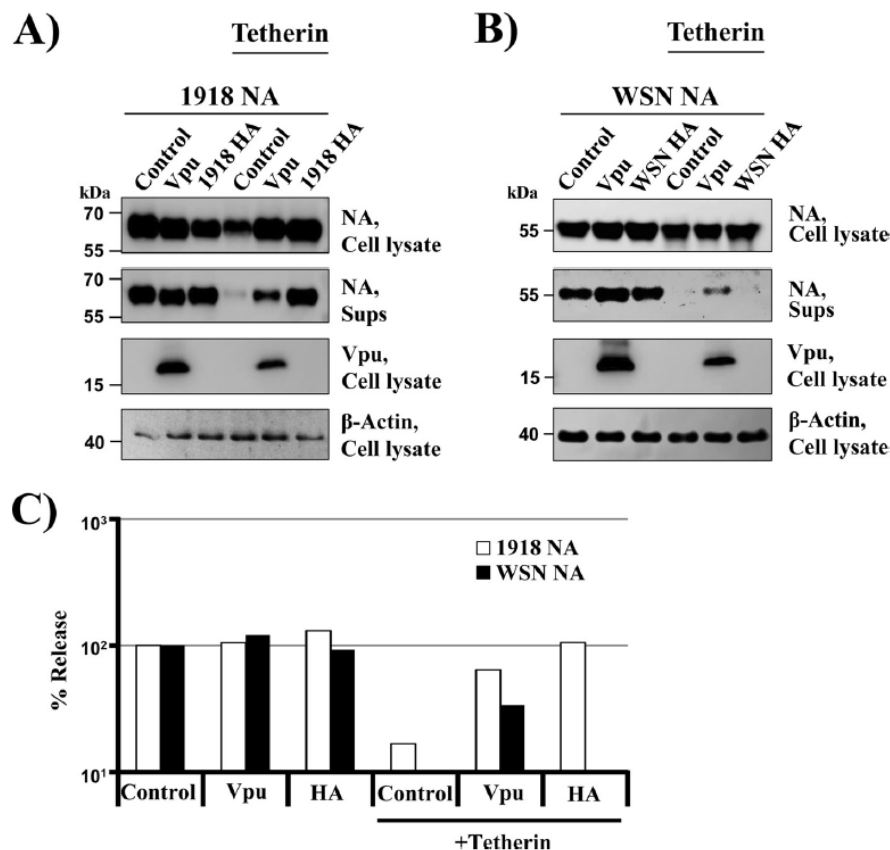 A)
Tetherin
1918 NA
Control Vpu 1918 HA Control Vpu 1918 HA
kDa
70
55
NA,
Cell lysate
70
55
NA,
Sups
15
Vpu,
Cell lysate
40
β-Actin,
Cell lysate
B)
Tetherin
WSN NA
Control Vpu WSN HA Control Vpu WSN HA
kDa
55
NA,
Cell lysate
55
NA,
Sups
15
Vpu,
Cell lysate
40
β-Actin,
Cell lysate
C)
% Release
10³
10²
10¹
1918 NA
WSN NA
Control Vpu HA Control Vpu HA
+Tetherin